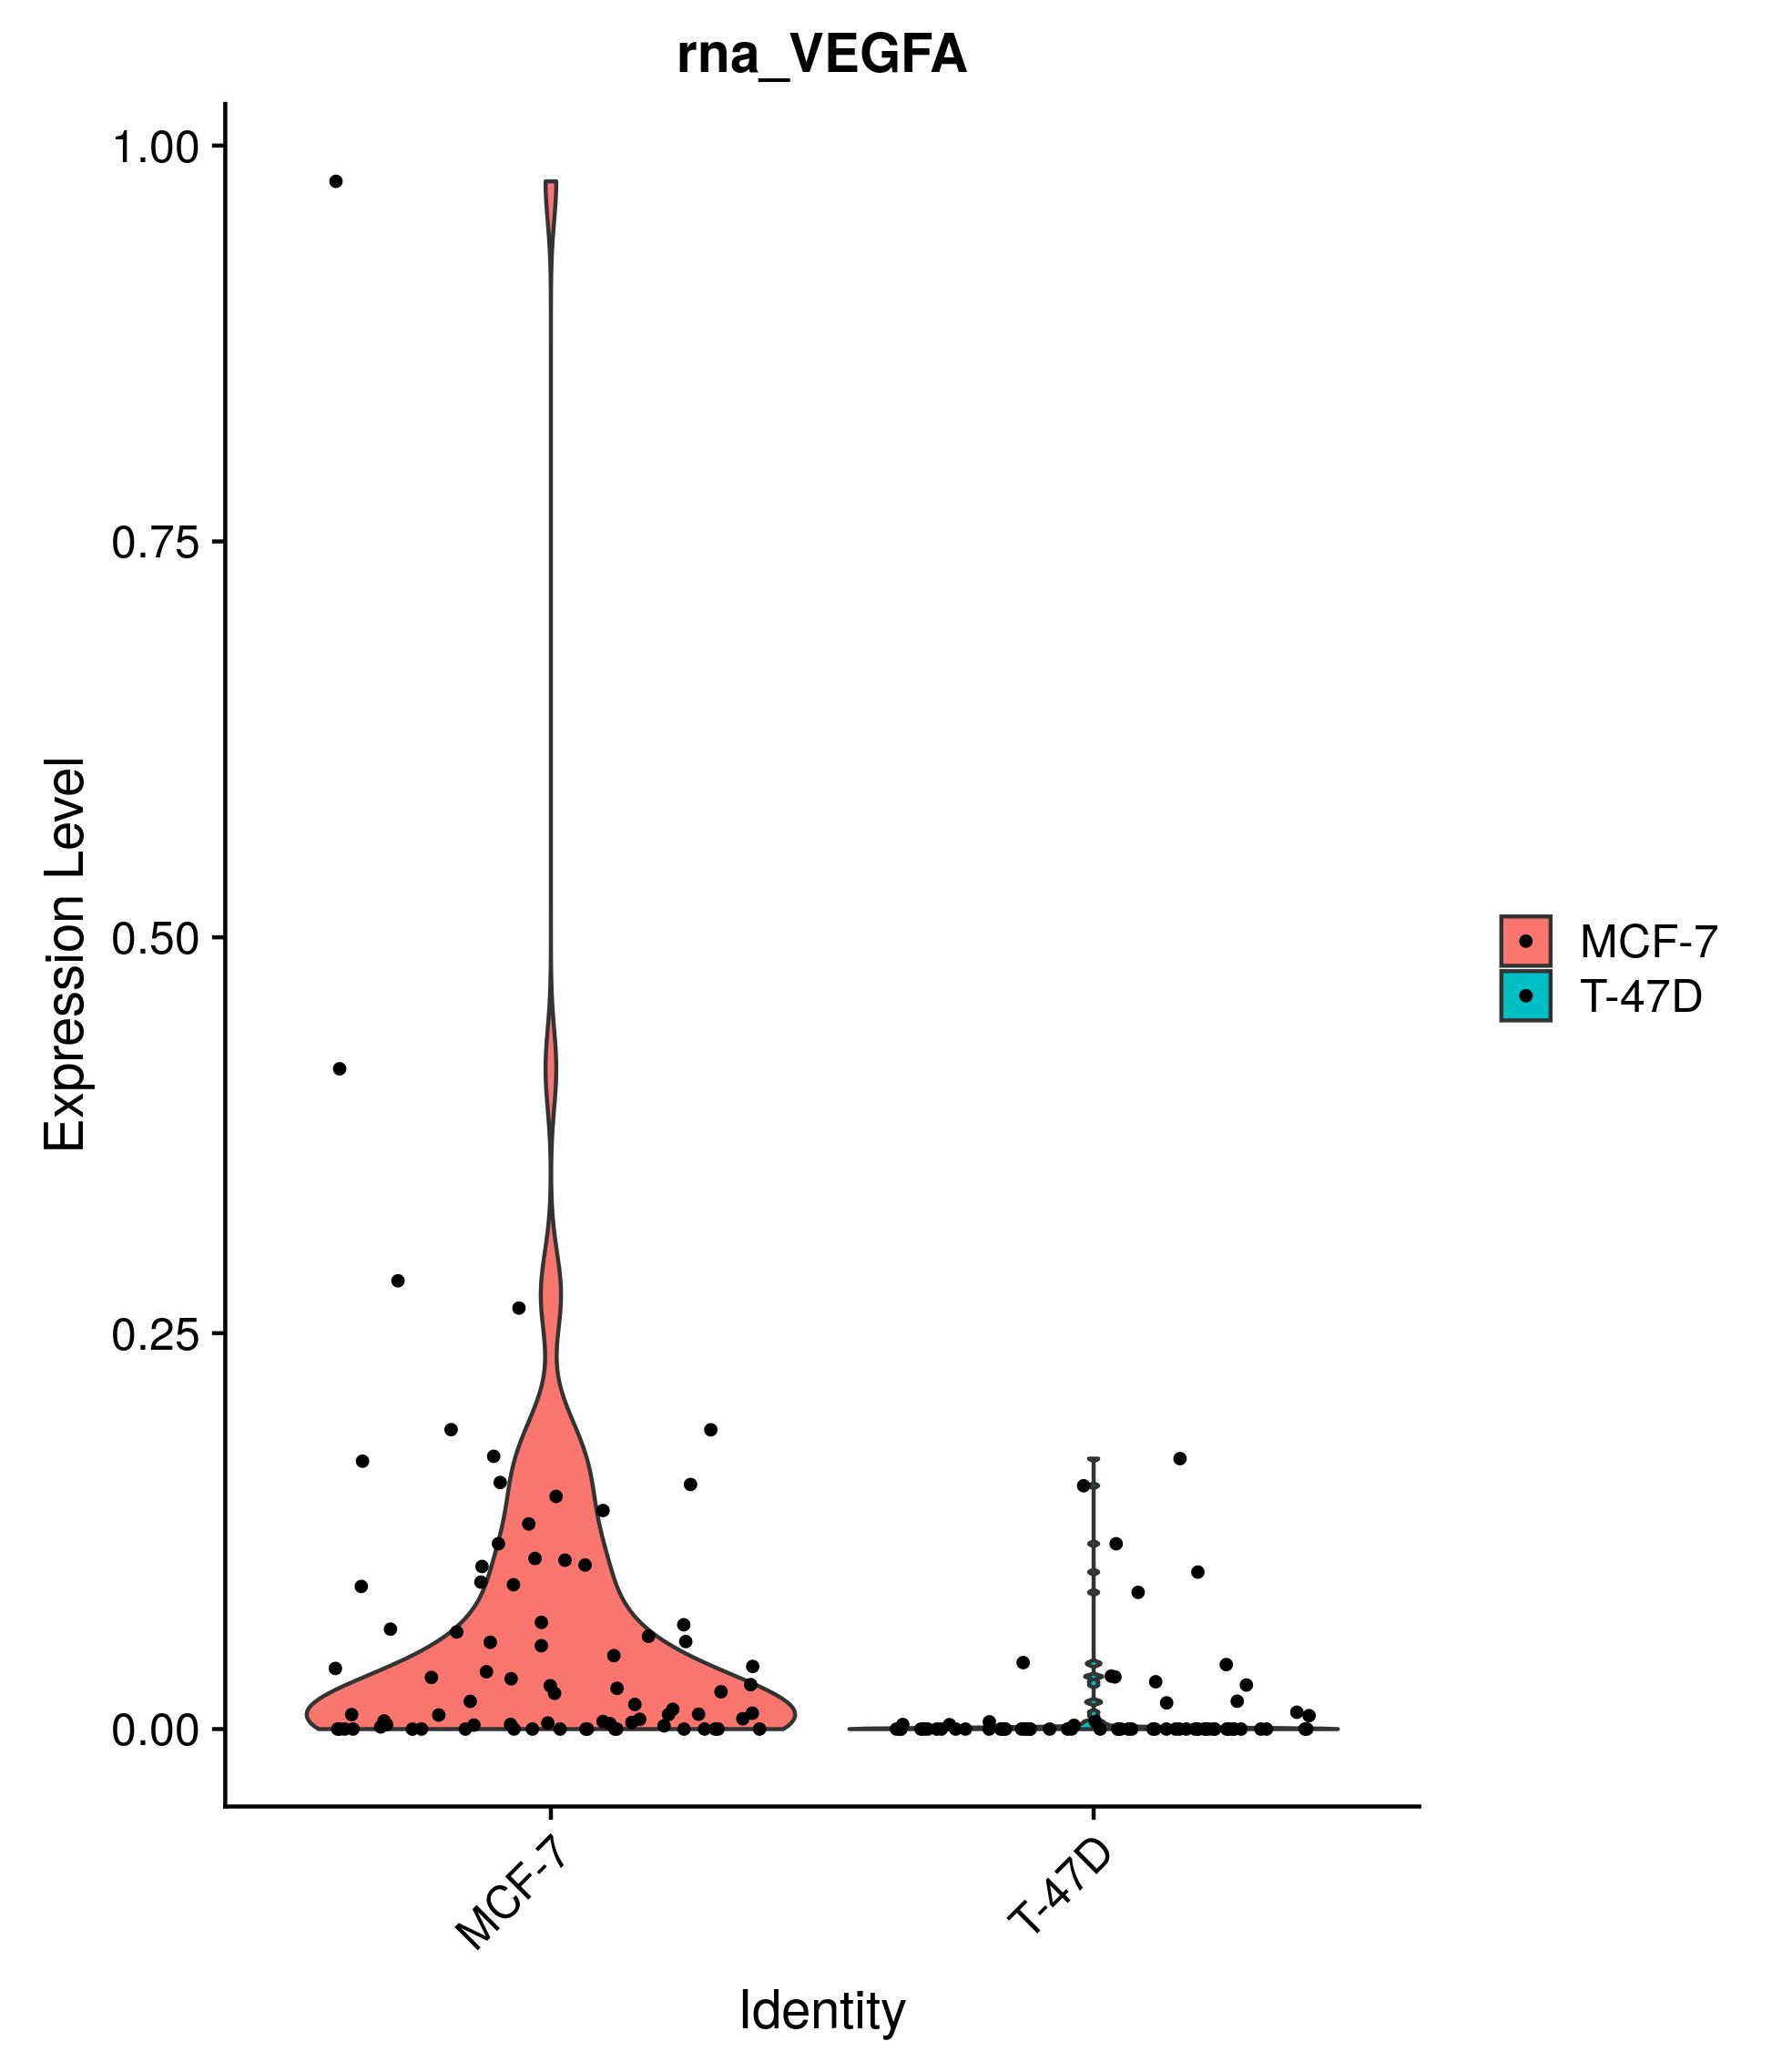 rna_VEGFA
1.00
0.75
0.50
0.25
0.00
Expression Level
MCF-7
T-47D
Identity
MCF-7
T-47D